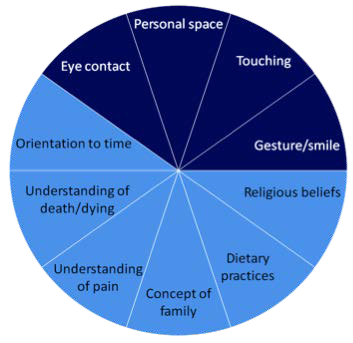 Personal space
Touching
Gesture/smile
Religious beliefs
Dietary
practices
Concept of
family
Understanding
of pain
Understanding of
death/dying
Orientation to time
Eye contact